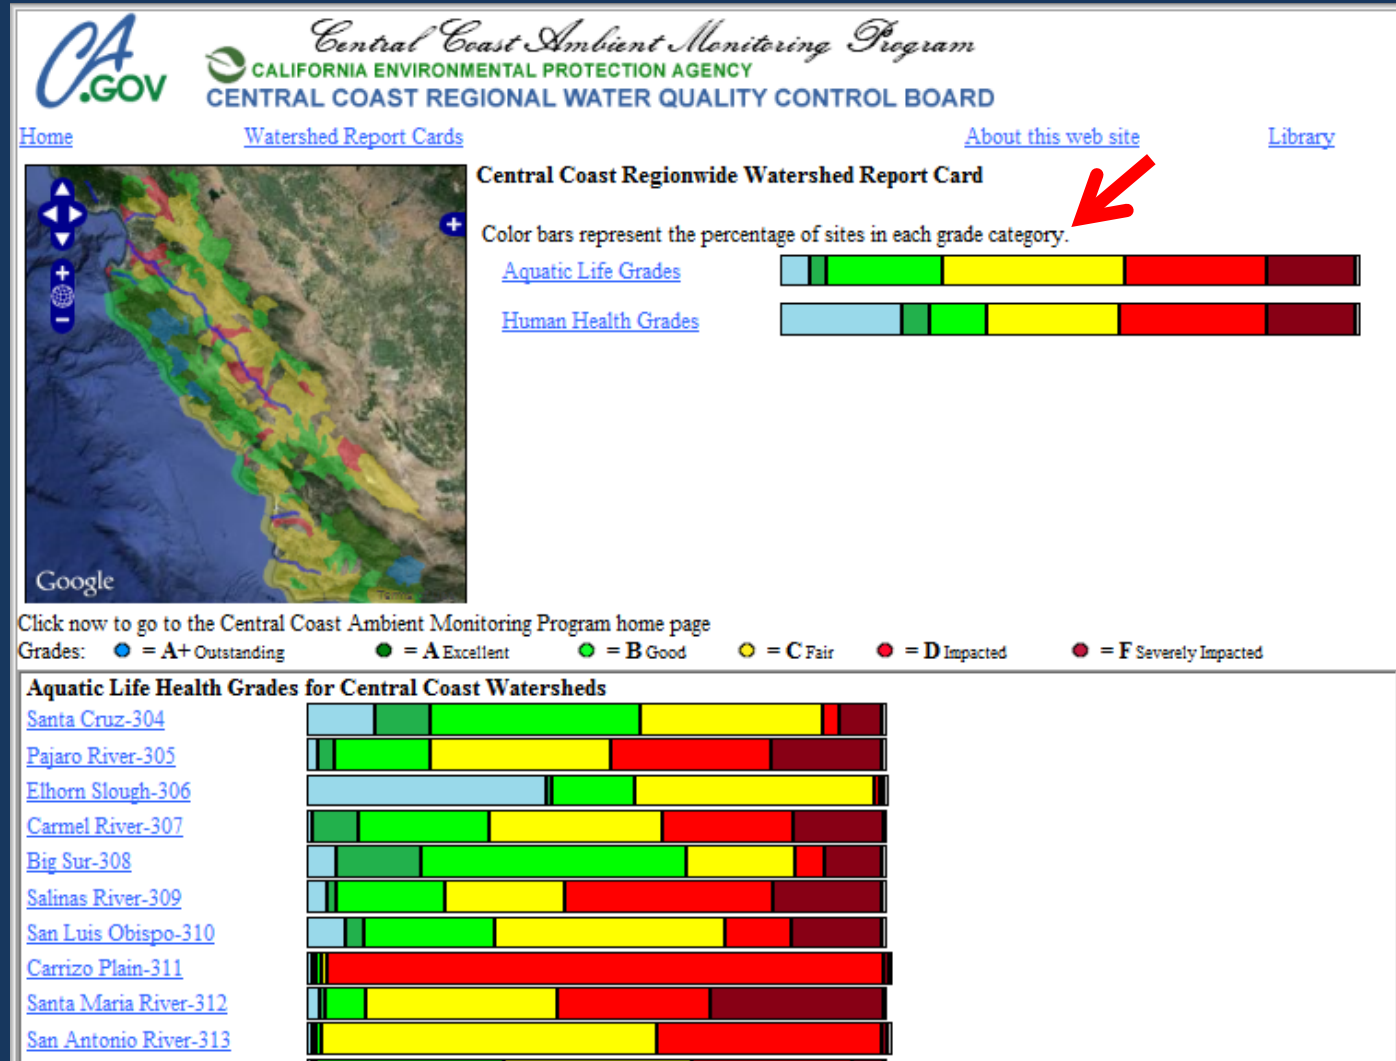 CA
.GOV
Central Coast Ambient Monitoring Program
CALIFORNIA ENVIRONMENTAL PROTECTION AGENCY
CENTRAL COAST REGIONAL WATER QUALITY CONTROL BOARD
Home Watershed Report Cards About this web site Library
Central Coast Regionwide Watershed Report Card
Color bars represent the percentage of sites in each grade category.
Aquatic Life Grades
Human Health Grades
Google
Click now to go to the Central Coast Ambient Monitoring Program home page
Grades: = A+ Outstanding = A Excellent = B Good = C Fair = D Impacted = F Severely Impacted
Aquatic Life Health Grades for Central Coast Watersheds
Santa Cruz-304
Pajaro River-305
Elhorn Slough-306
Carmel River-307
Big Sur-308
Salinas River-309
San Luis Obispo-310
Carrizo Plain-311
Santa Maria River-312
San Antonio River-313